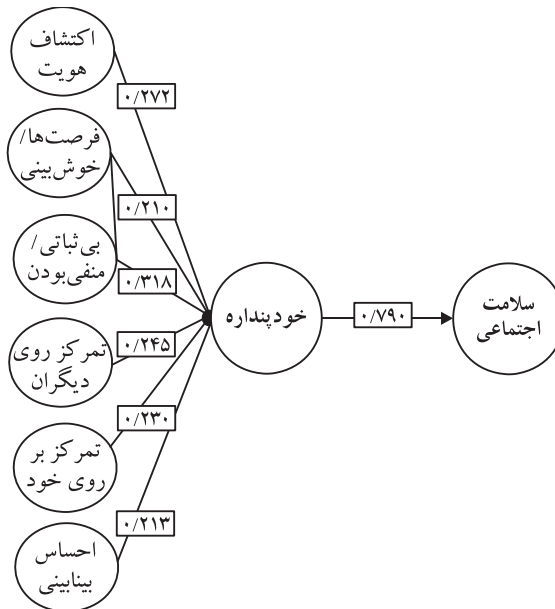 اکتشاف
هویت
۰/۲۷۲
فرصت‌ها/
خوش‌بینی
۰/۲۱۰
بی‌ثباتی/
منفی‌بودن
۰/۳۱۸
خودپنداره
۰/۷۹۰
سلامت
اجتماعی
تمرکز روی
دیگران
۰/۲۴۵
تمرکز بر
روی خود
۰/۲۳۰
احساس
بینابینی
۰/۲۱۳